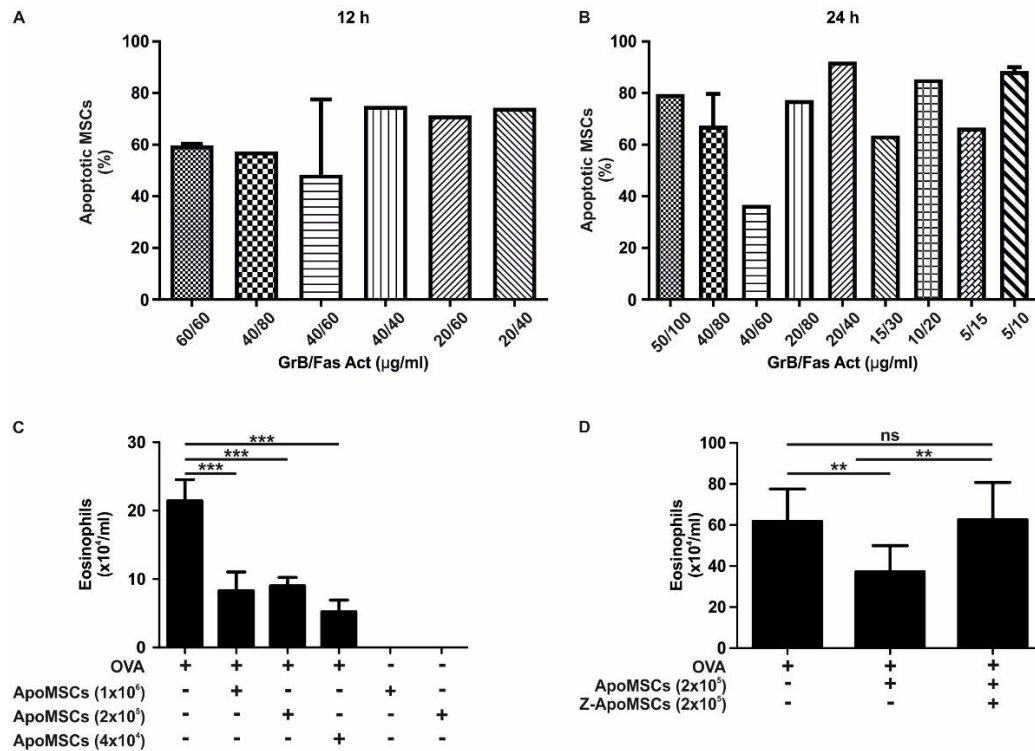 A
12 h
100
80
60
40
20
0
Apoptotic MSCs
(%)
60/60
40/80
40/60
40/40
20/60
20/40
GrB/Fas Act (µg/ml)
B
24 h
100
80
60
40
20
0
Apoptotic MSCs
(%)
50/100
40/80
40/60
20/80
20/40
15/30
10/20
5/15
5/10
GrB/Fas Act (µg/ml)
C
***
***
***
30
20
10
0
Eosinophils
(x10⁴/ml)
OVA + + + + - -
ApoMSCs (1x10⁶) - + - - + -
ApoMSCs (2x10⁵) - - + - - +
ApoMSCs (4x10⁴) - - - + - -
D
ns
**
**
100
80
60
40
20
0
Eosinophils
(x10⁴/ml)
OVA + + +
ApoMSCs (2x10⁵) - + +
Z-ApoMSCs (2x10⁵) - - +